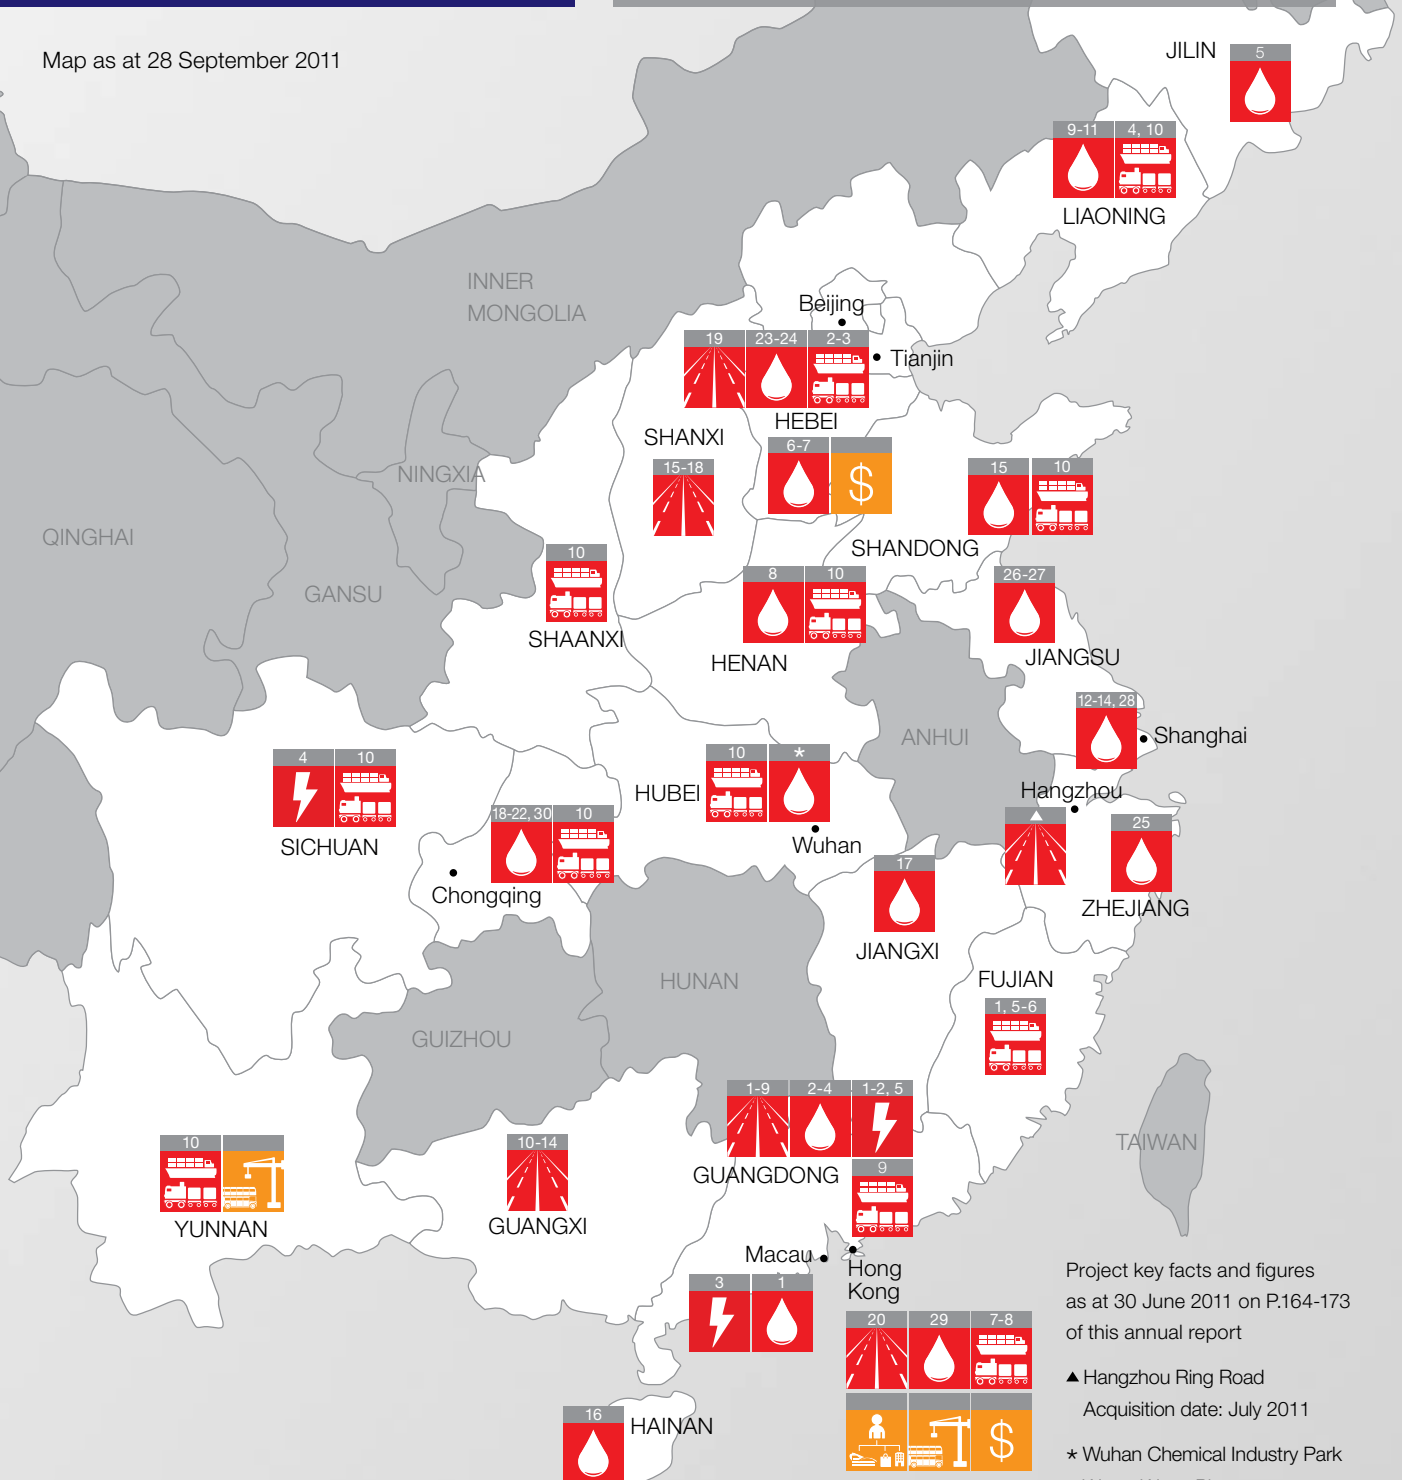 Map as at 28 September 2011
JILIN
5
9-11
4, 10
LIAONING
INNER
MONGOLIA
Beijing
Tianjin
19
23-24
2-3
HEBEI
SHANXI
15-18
6-7
$
NINGXIA
15
10
SHANDONG
QINGHAI
GANSU
10
SHAANXI
8
10
HENAN
26-27
JIANGSU
12-14, 28
Shanghai
ANHUI
4
10
SICHUAN
10
*
HUBEI
Wuhan
Hangzhou
▲
25
ZHEJIANG
18-22, 30
10
Chongqing
17
JIANGXI
HUNAN
FUJIAN
1, 5-6
GUIZHOU
1-9
2-4
1-2, 5
GUANGDONG
9
TAIWAN
10
YUNNAN
10-14
GUANGXI
Macau
3
1
Hong
Kong
20
29
7-8
$
16
HAINAN
Project key facts and figures
as at 30 June 2011 on P.164-173
of this annual report
▲ Hangzhou Ring Road
Acquisition date: July 2011
* Wuhan Chemical Industry Park